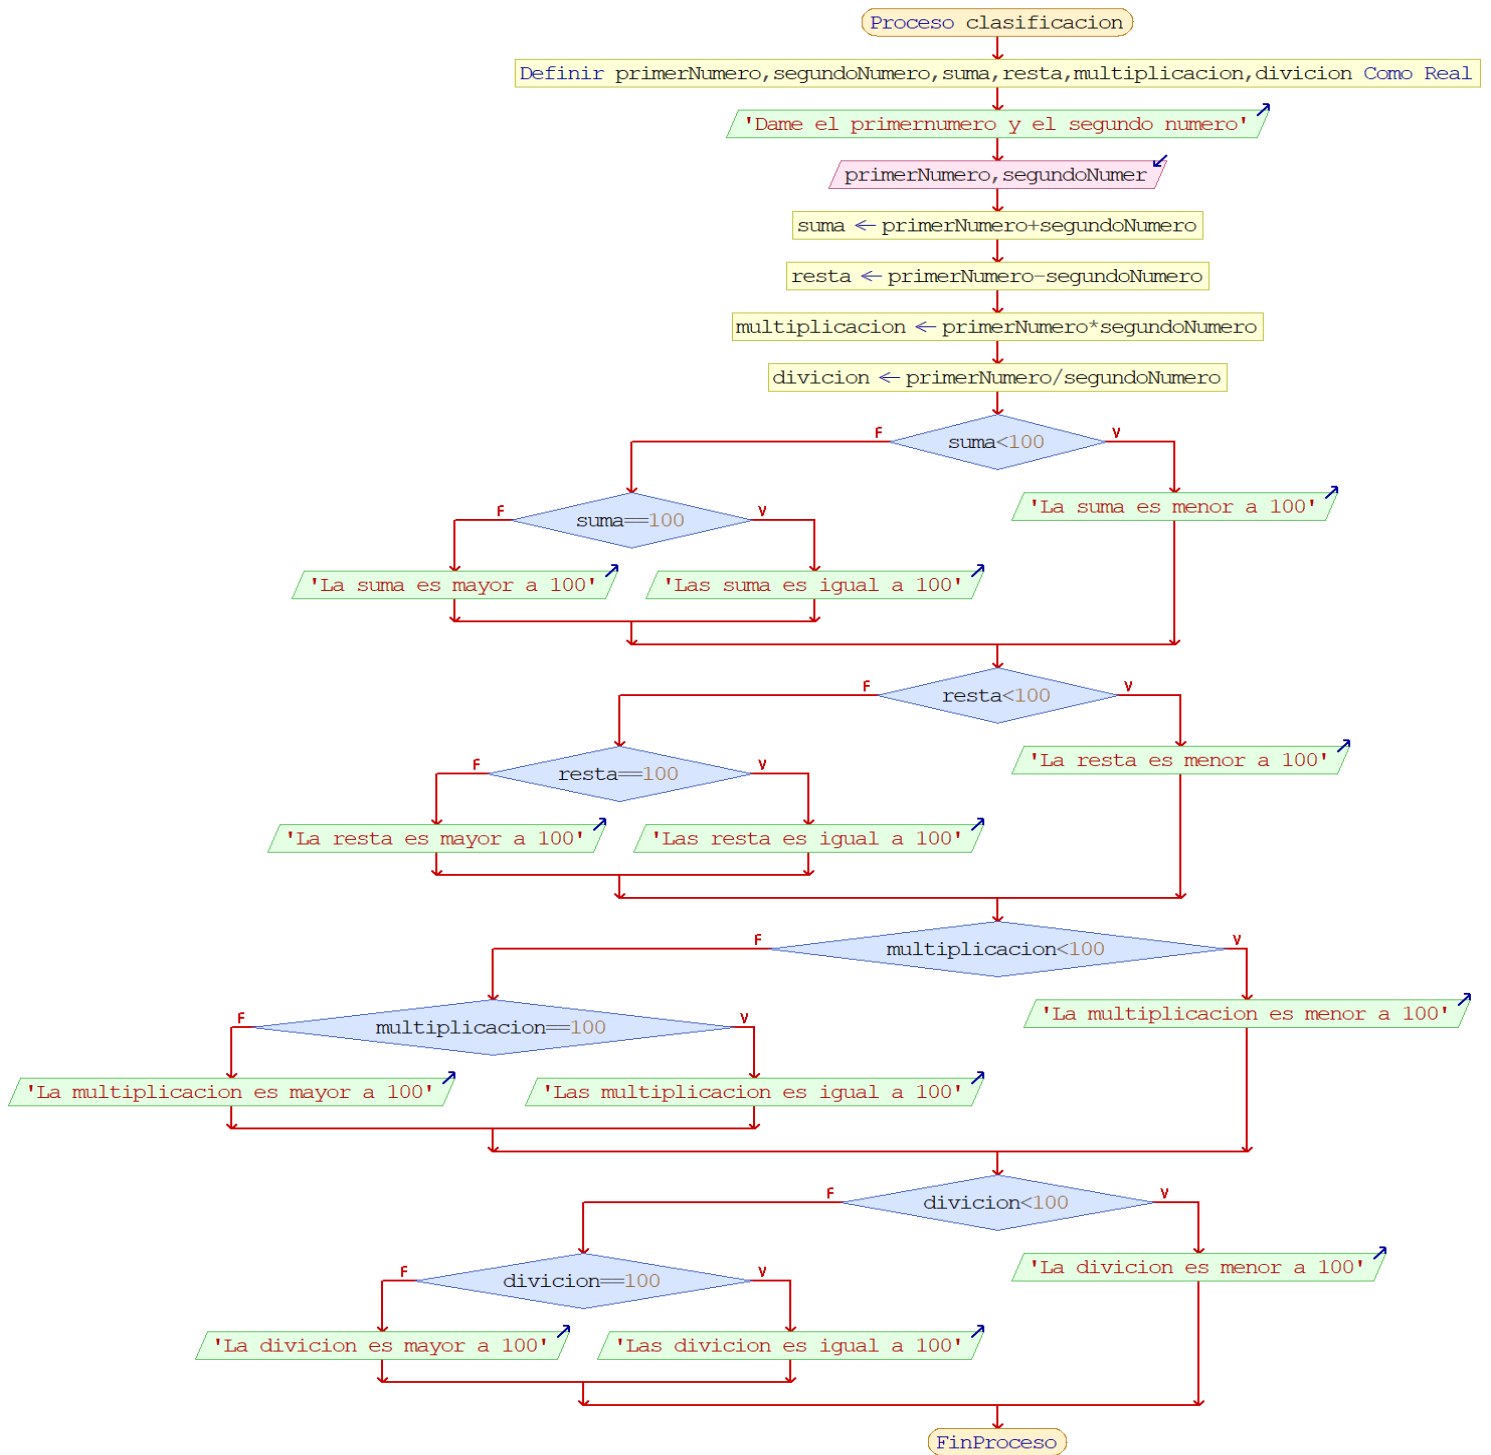 Proceso clasificacion
Definir primerNumero,segundoNumero,suma,resta,multiplicacion,divicion Como Real
'Dame el primernumero y el segundo numero'
primerNumero,segundoNumer
suma ← primerNumero+segundoNumero
resta ← primerNumero-segundoNumero
multiplicacion ← primerNumero*segundoNumero
divicion ← primerNumero/segundoNumero
F
suma<100
V
F
suma==100
V
'La suma es menor a 100'
'La suma es mayor a 100'
'Las suma es igual a 100'
F
resta<100
V
F
resta==100
V
'La resta es menor a 100'
'La resta es mayor a 100'
'Las resta es igual a 100'
F
multiplicacion<100
V
F
multiplicacion==100
V
'La multiplicacion es menor a 100'
'La multiplicacion es mayor a 100'
'Las multiplicacion es igual a 100'
F
divicion<100
V
F
divicion==100
V
'La divicion es menor a 100'
'La divicion es mayor a 100'
'Las divicion es igual a 100'
FinProceso